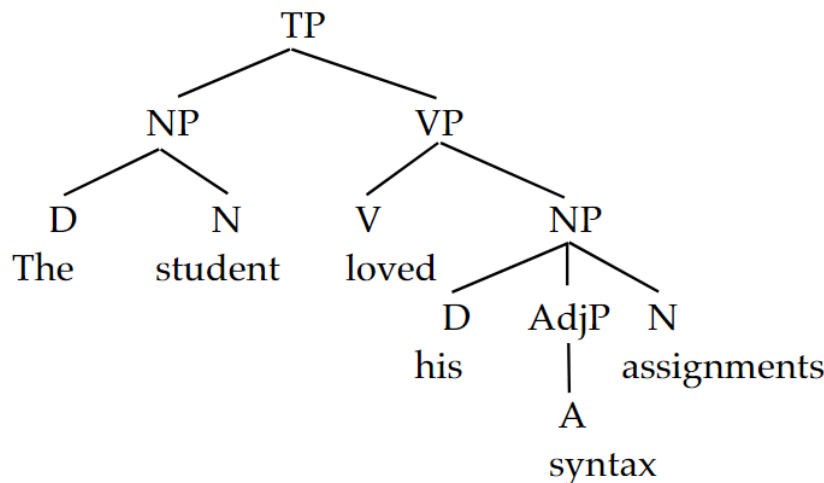 TP
NP VP
D N V NP
The student loved
D AdjP N
his assignments
A
syntax